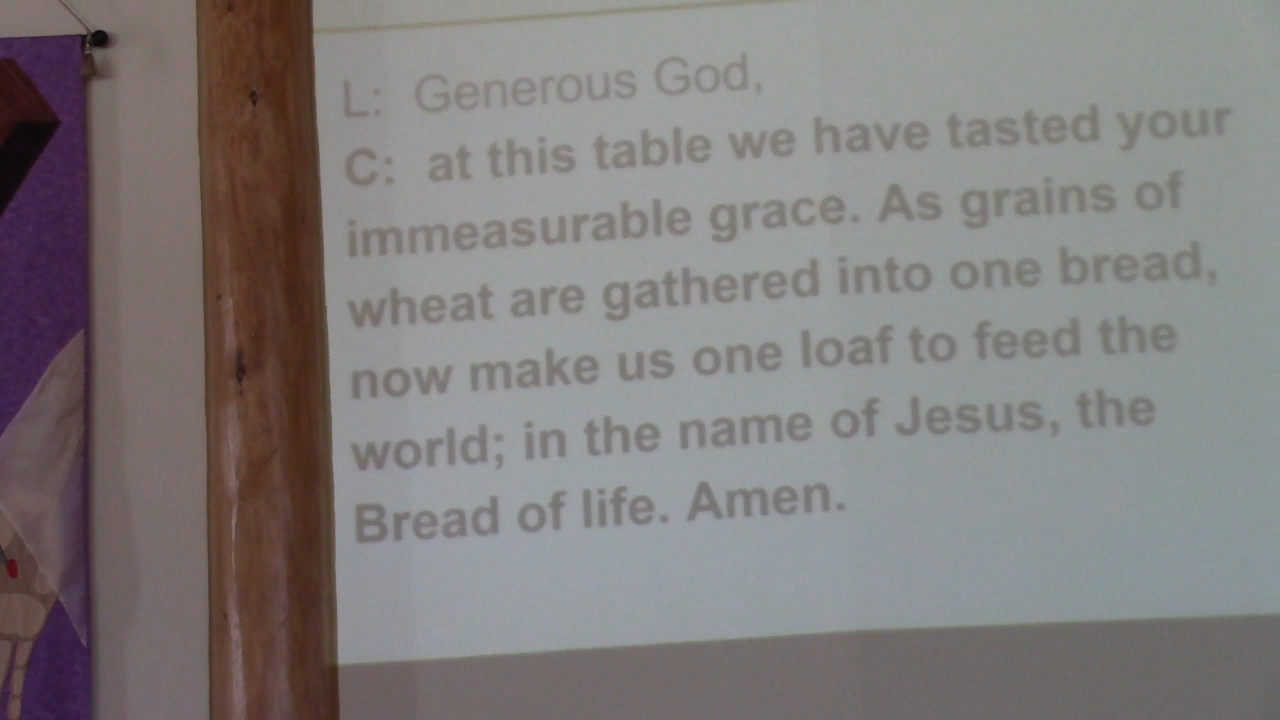 L: Generous God,
C: at this table we have tasted your
immeasurable grace. As grains of
wheat are gathered into one bread,
now make us one loaf to feed the
world; in the name of Jesus, the
Bread of life. Amen.